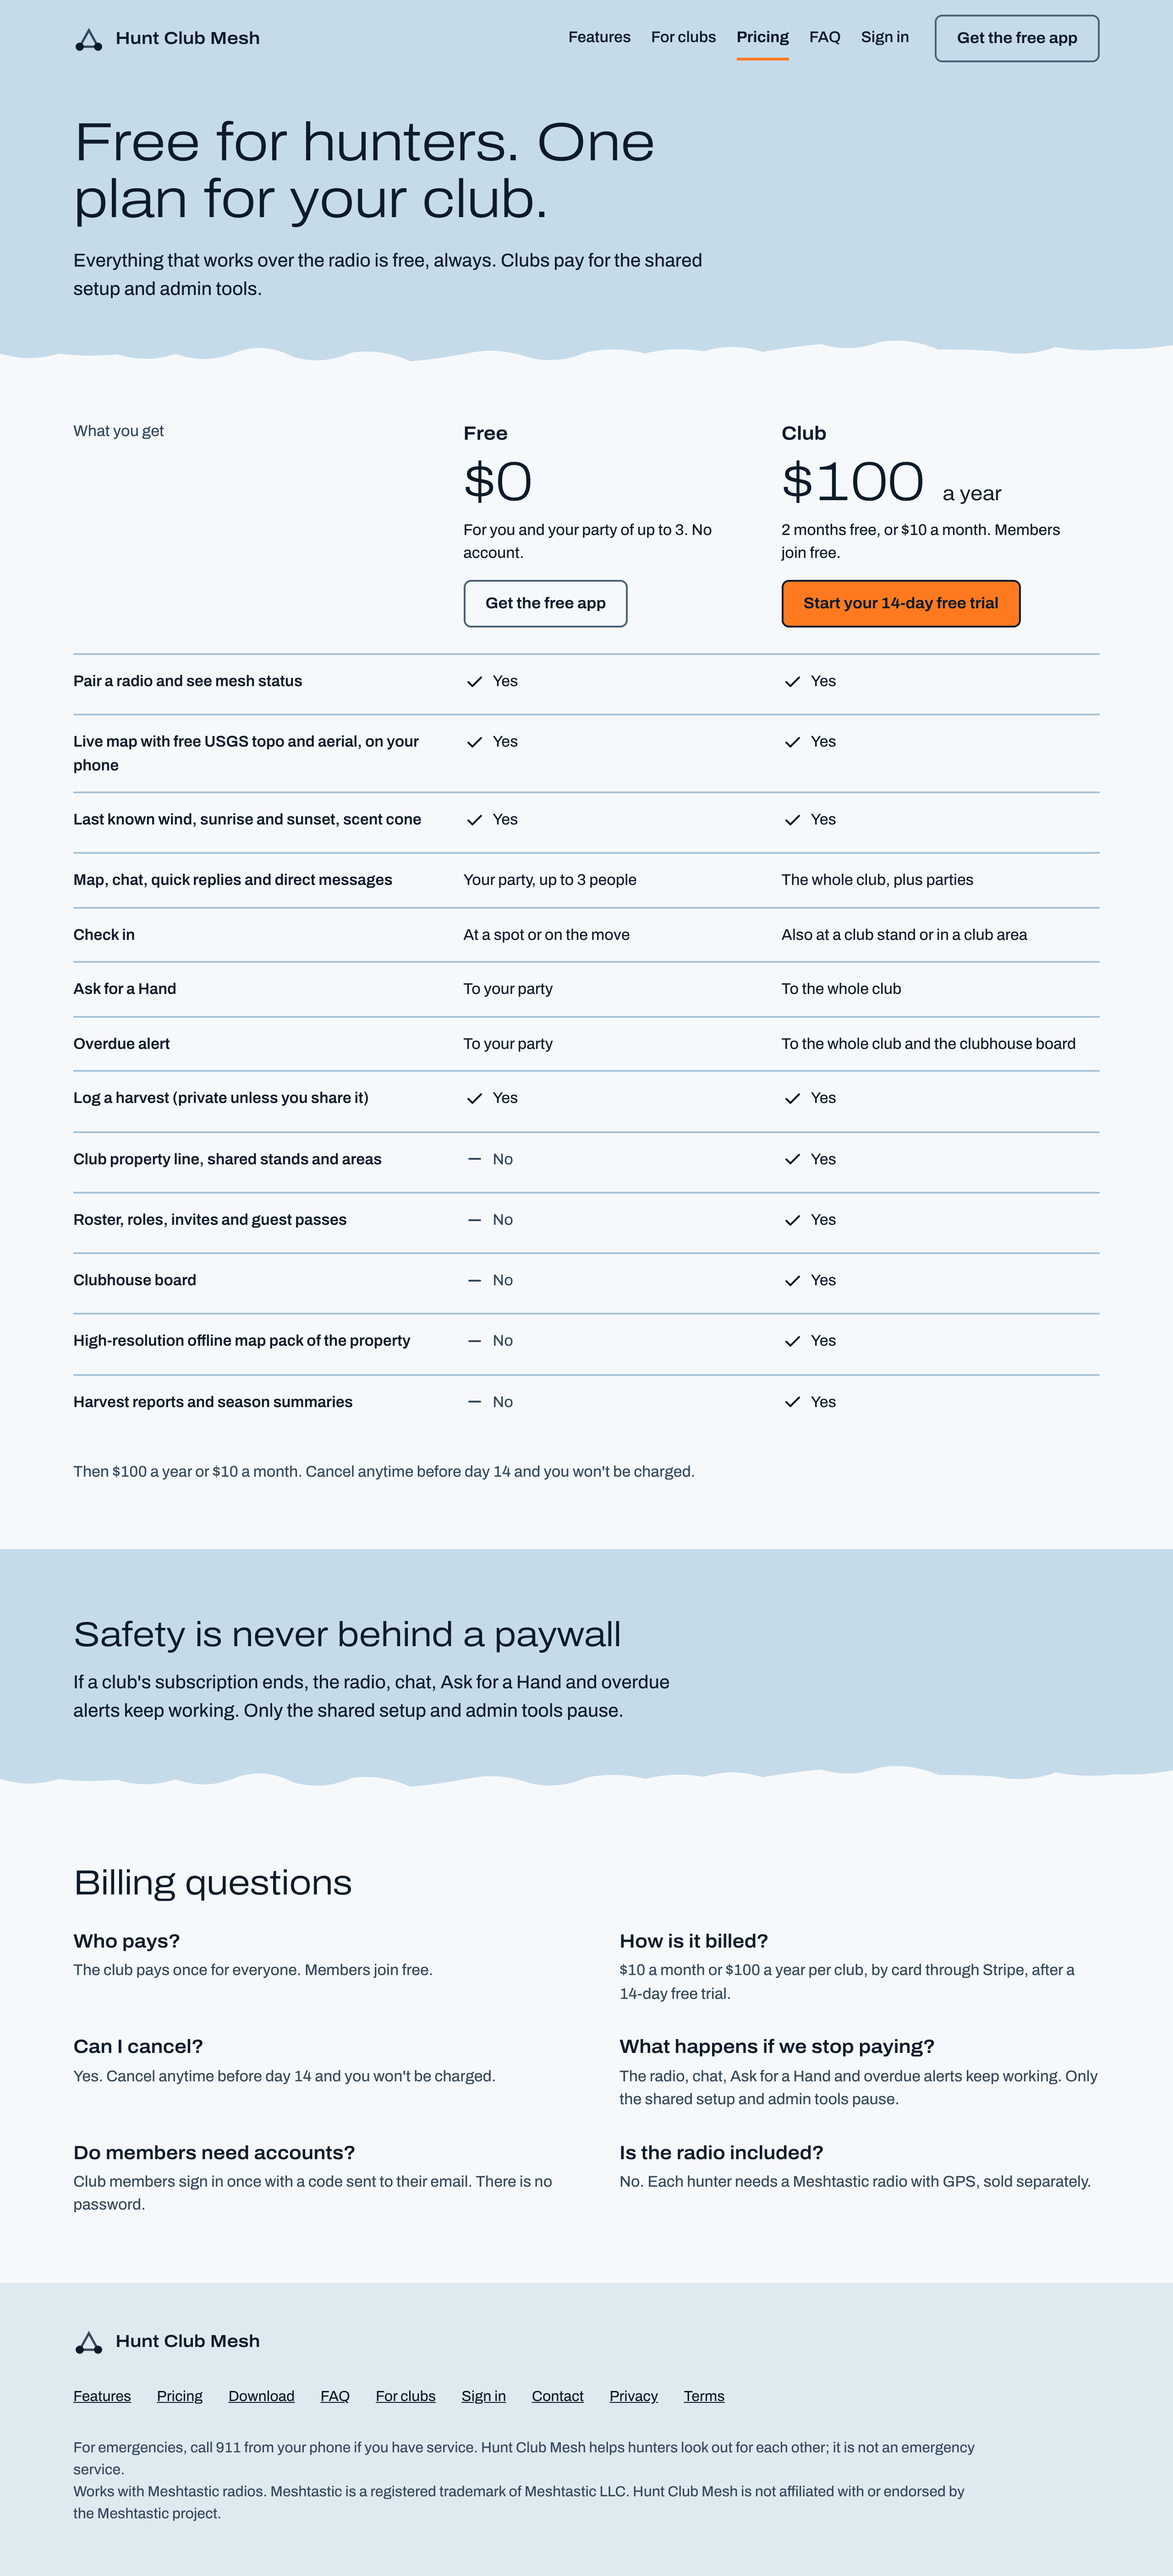 Hunt Club Mesh
Features
For clubs
Pricing
FAQ
Sign in
Get the free app
Free for hunters. One
plan for your club.
Everything that works over the radio is free, always. Clubs pay for the shared
setup and admin tools.
What you get
Free
$0
For you and your party of up to 3. No
account.
Get the free app
Club
$100 a year
2 months free, or $10 a month. Members
join free.
Start your 14-day free trial
Pair a radio and see mesh status
Yes
Yes
Live map with free USGS topo and aerial, on your
phone
Yes
Yes
Last known wind, sunrise and sunset, scent cone
Yes
Yes
Map, chat, quick replies and direct messages
Your party, up to 3 people
The whole club, plus parties
Check in
At a spot or on the move
Also at a club stand or in a club area
Ask for a Hand
To your party
To the whole club
Overdue alert
To your party
To the whole club and the clubhouse board
Log a harvest (private unless you share it)
Yes
Yes
Club property line, shared stands and areas
No
Yes
Roster, roles, invites and guest passes
No
Yes
Clubhouse board
No
Yes
High-resolution offline map pack of the property
No
Yes
Harvest reports and season summaries
No
Yes
Then $100 a year or $10 a month. Cancel anytime before day 14 and you won't be charged.
Safety is never behind a paywall
If a club's subscription ends, the radio, chat, Ask for a Hand and overdue
alerts keep working. Only the shared setup and admin tools pause.
Billing questions
Who pays?
The club pays once for everyone. Members join free.
How is it billed?
$10 a month or $100 a year per club, by card through Stripe, after a
14-day free trial.
Can I cancel?
Yes. Cancel anytime before day 14 and you won't be charged.
What happens if we stop paying?
The radio, chat, Ask for a Hand and overdue alerts keep working. Only
the shared setup and admin tools pause.
Do members need accounts?
Club members sign in once with a code sent to their email. There is no
password.
Is the radio included?
No. Each hunter needs a Meshtastic radio with GPS, sold separately.
Hunt Club Mesh
Features
Pricing
Download
FAQ
For clubs
Sign in
Contact
Privacy
Terms
For emergencies, call 911 from your phone if you have service. Hunt Club Mesh helps hunters look out for each other; it is not an emergency
service.
Works with Meshtastic radios. Meshtastic is a registered trademark of Meshtastic LLC. Hunt Club Mesh is not affiliated with or endorsed by
the Meshtastic project.